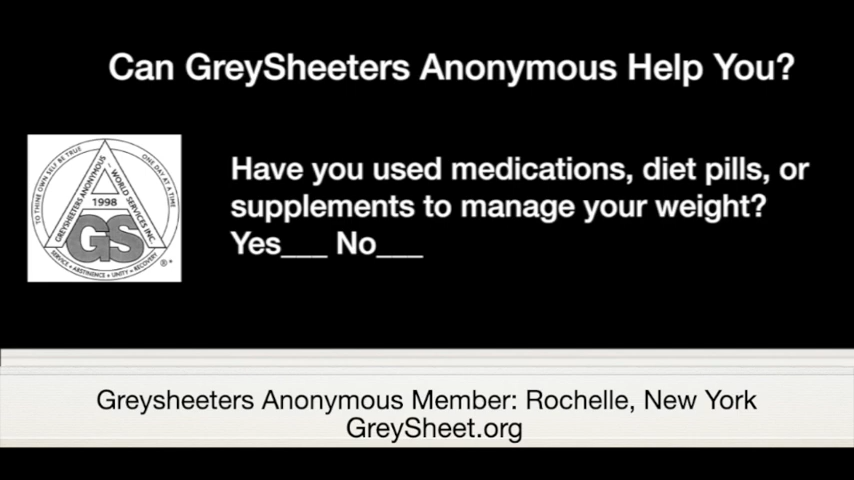 Can GreySheeters Anonymous Help You?
TO THINE OWN SELF BE TRUE
ONE DAY AT A TIME
GREYSHEETERS ANONYMOUS
WORLD SERVICES INC.
1998
GS
SERVICE • ABSTINENCE • UNITY • RECOVERY
®
Have you used medications, diet pills, or
supplements to manage your weight?
Yes___ No___
Greysheeters Anonymous Member: Rochelle, New York
GreySheet.org